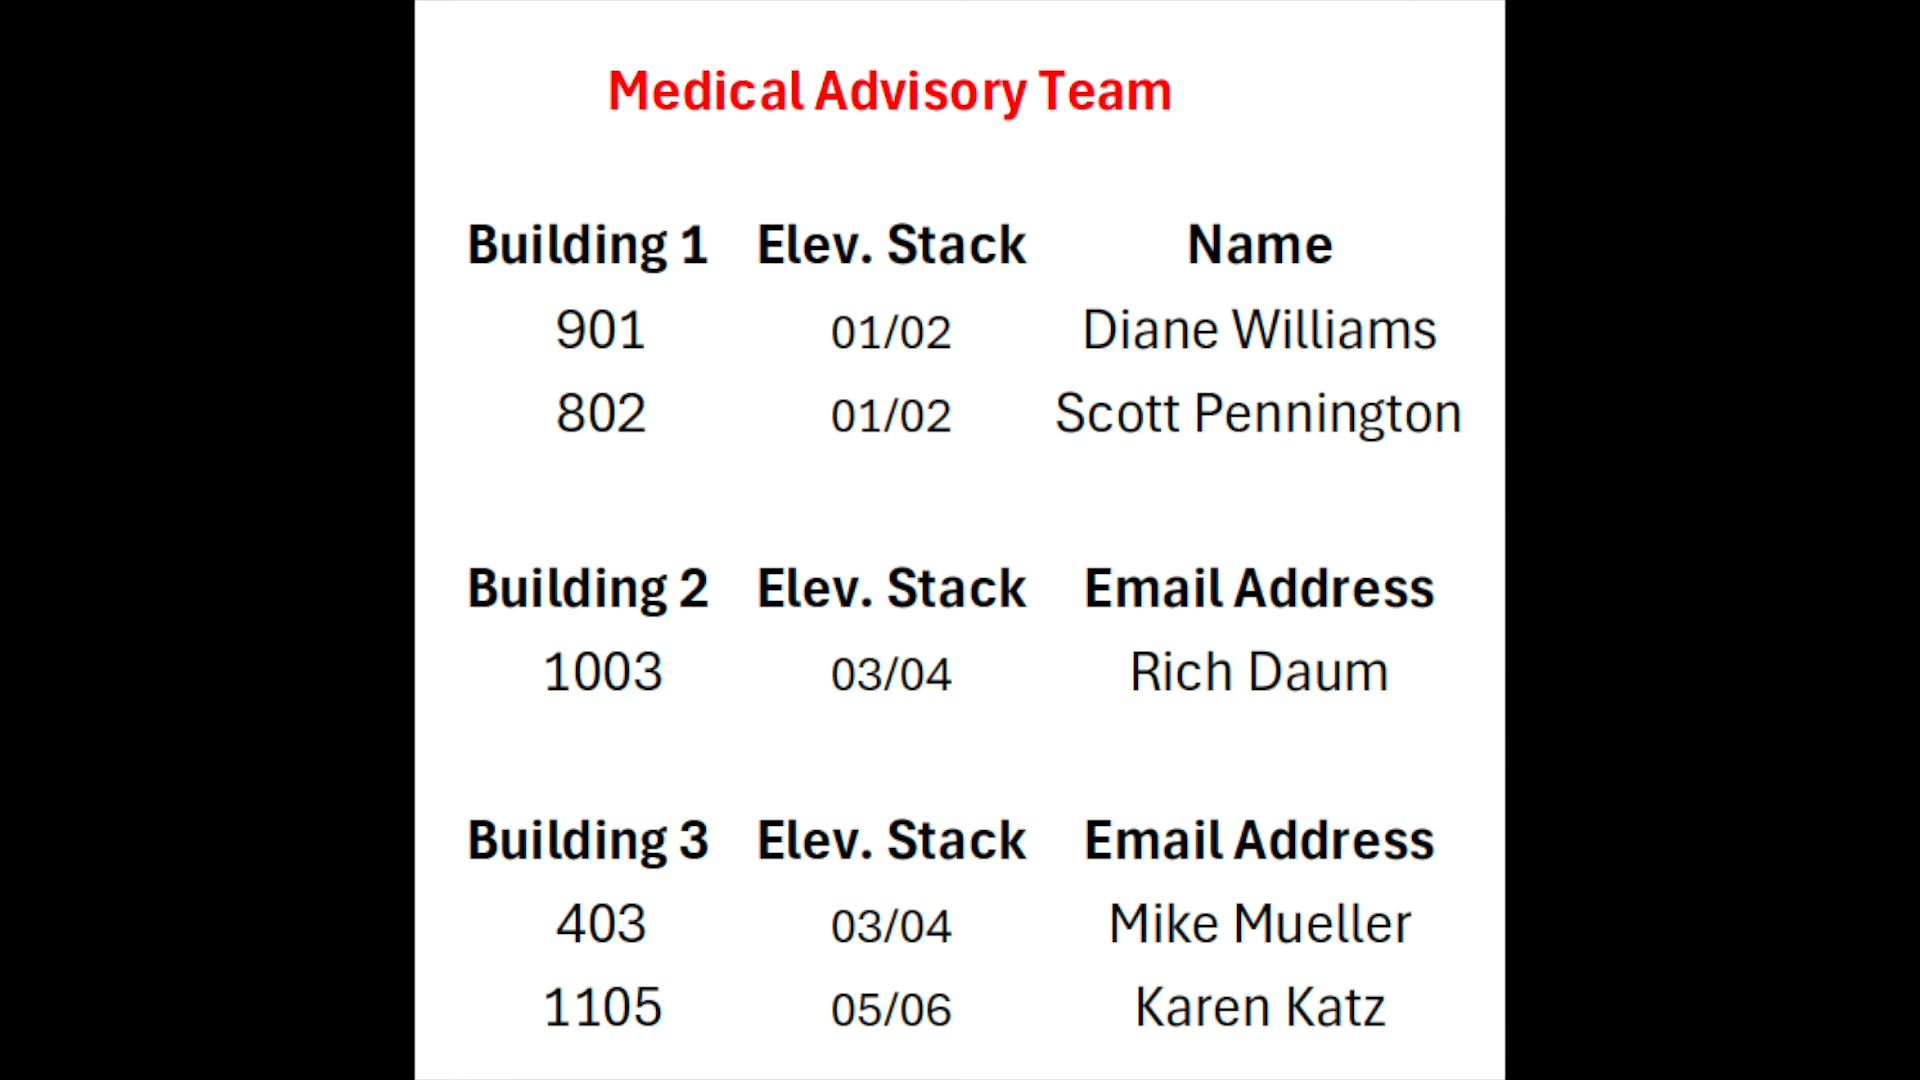 Medical Advisory Team
Building 1 Elev. Stack Name
901 01/02 Diane Williams
802 01/02 Scott Pennington
Building 2 Elev. Stack Email Address
1003 03/04 Rich Daum
Building 3 Elev. Stack Email Address
403 03/04 Mike Mueller
1105 05/06 Karen Katz